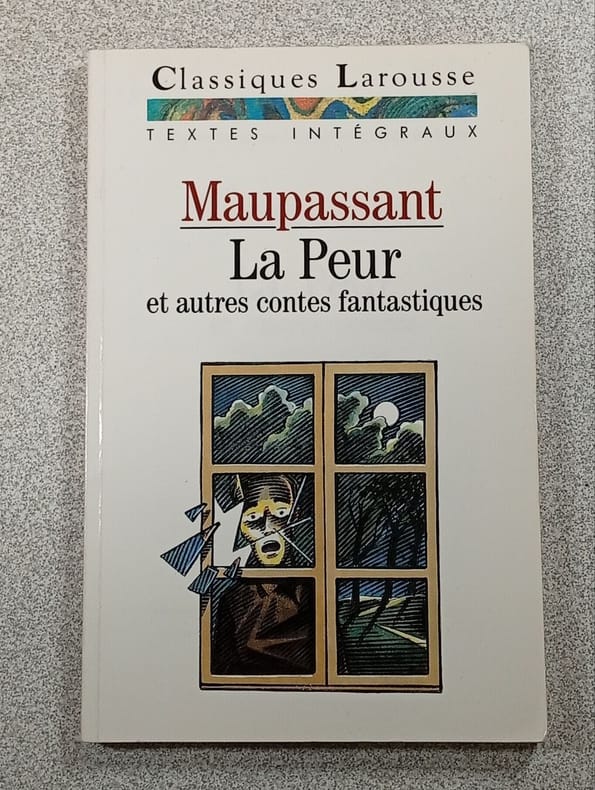 Classiques Larousse
TEXTES INTÉGRAUX
Maupassant
La Peur
et autres contes fantastiques